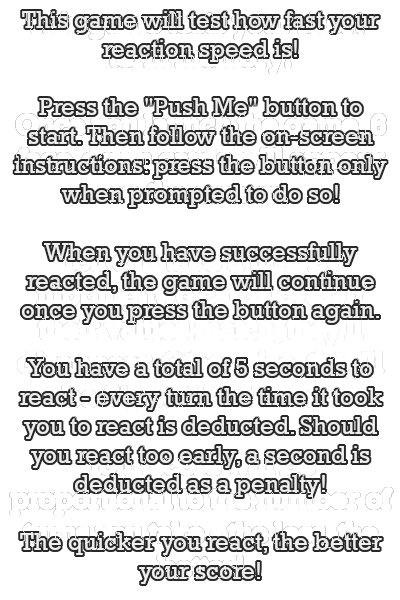 This game will test how fast your
reaction speed is!
Press the "Push Me" button to
start. Then follow the on-screen
instructions: press the button only
when prompted to do so!
When you have successfully
reacted, the game will continue
once you press the button again.
You have a total of 5 seconds to
react - every turn the time it took
you to react is deducted. Should
you react too early, a second is
deducted as a penalty!
The quicker you react, the better
your score!